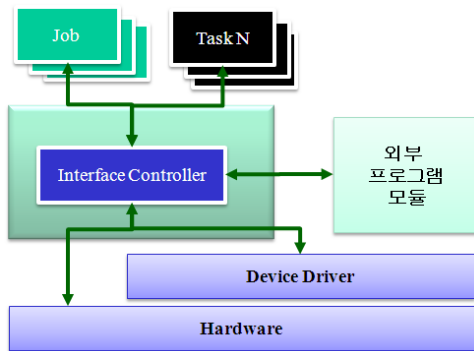 Job
Task N
Interface Controller
외부
프로그램
모듈
Device Driver
Hardware